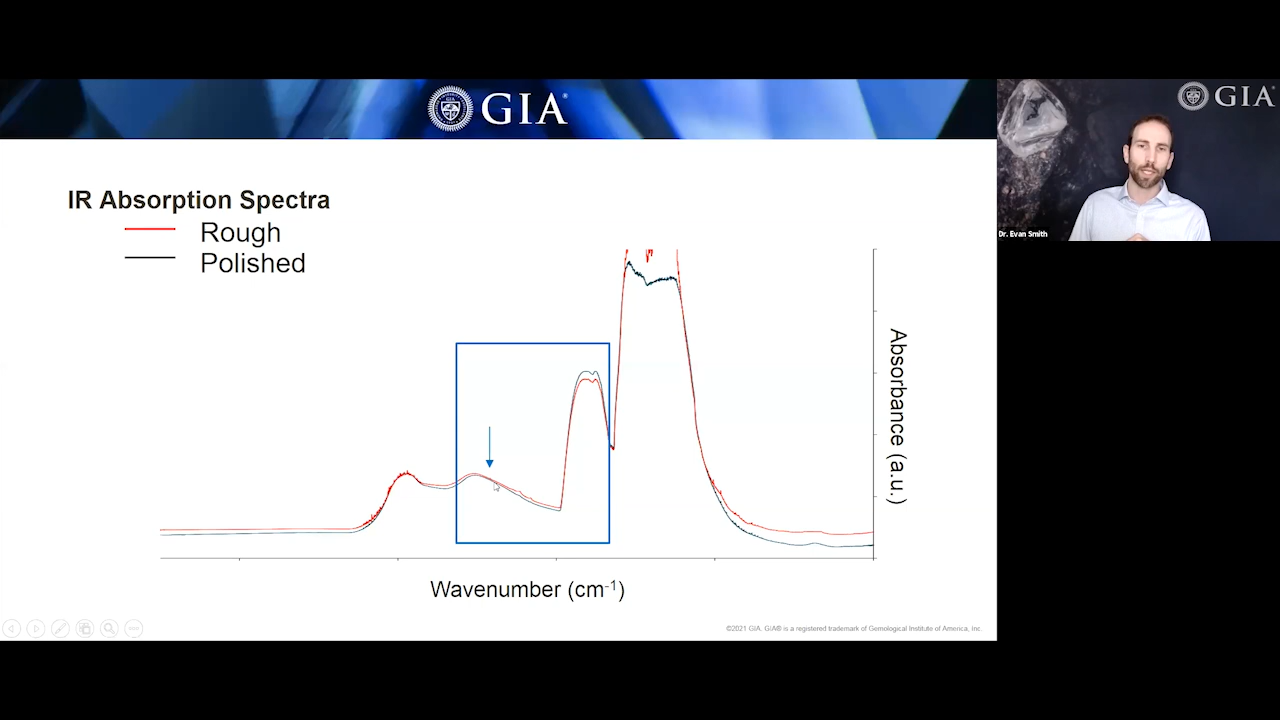 GIA
GIA
Dr. Evan Smith
IR Absorption Spectra
Rough
Polished
Absorbance (a.u.)
Wavenumber (cm-1)
©2021 GIA. GIA® is a registered trademark of Gemological Institute of America, Inc.